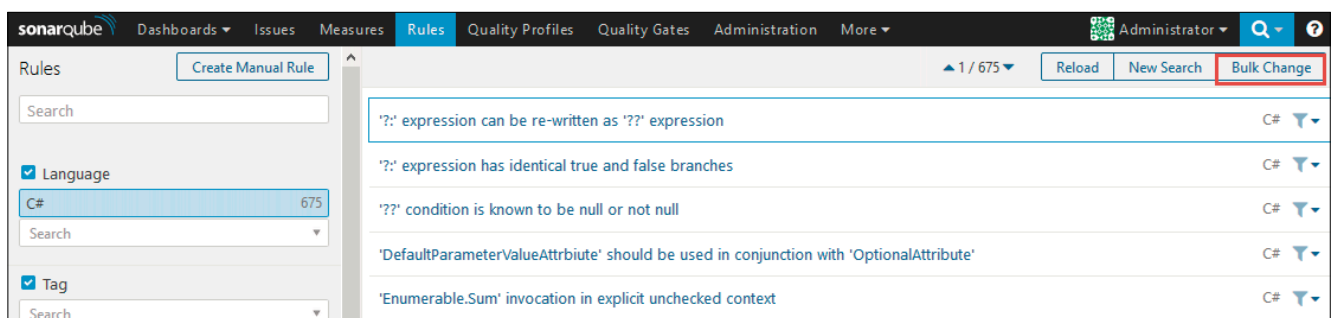 sonarqube Dashboards Issues Measures Rules Quality Profiles Quality Gates Administration More Administrator ?
Rules Create Manual Rule 1 / 675 Reload New Search Bulk Change
Search
'?:' expression can be re-written as '??' expression C#
'?:' expression has identical true and false branches C#
Language
C# 675
'??' condition is known to be null or not null C#
Search
'DefaultParameterValueAttrbiute' should be used in conjunction with 'OptionalAttribute' C#
Tag
'Enumerable.Sum' invocation in explicit unchecked context C#
Search